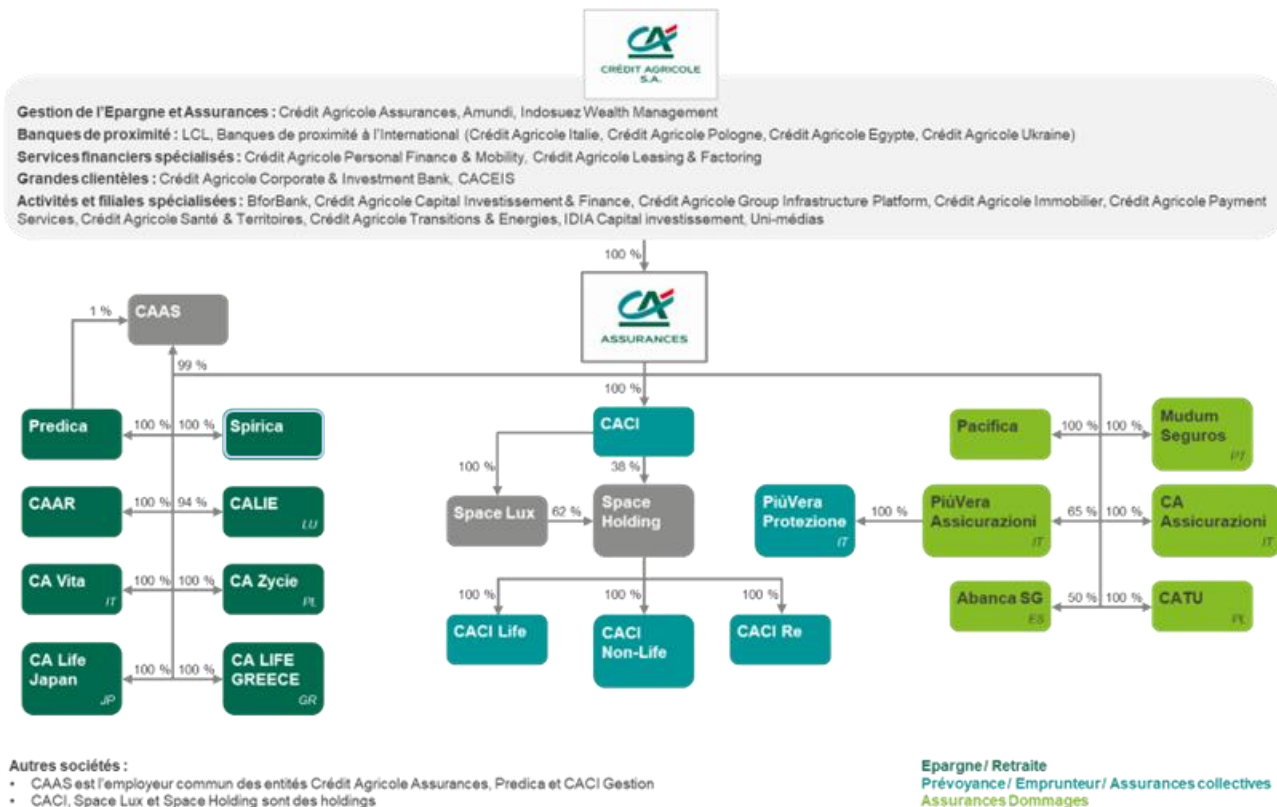 CRÉDIT AGRICOLE
S.A.
Gestion de l'Epargne et Assurances : Crédit Agricole Assurances, Amundi, Indosuez Wealth Management
Banques de proximité : LCL, Banques de proximité à l'International (Crédit Agricole Italie, Crédit Agricole Pologne, Crédit Agricole Egypte, Crédit Agricole Ukraine)
Services financiers spécialisés : Crédit Agricole Personal Finance & Mobility, Crédit Agricole Leasing & Factoring
Grandes clientèles : Crédit Agricole Corporate & Investment Bank, CACEIS
Activités et filiales spécialisées : BforBank, Crédit Agricole Capital Investissement & Finance, Crédit Agricole Group Infrastructure Platform, Crédit Agricole Immobilier, Crédit Agricole Payment
Services, Crédit Agricole Santé & Territoires, Crédit Agricole Transitions & Energies, IDIA Capital investissement, Uni-médias
100 %
ASSURANCES
1 %
CAAS
99 %
100 %
Predica
100 %
100 %
Spirica
CACI
Pacifica
100 %
100 %
Mudum
Seguros
PT
100 %
38 %
CAAR
100 %
94 %
CALIE
LU
Space Lux
62 %
Space
Holding
PiùVera
Protezione
IT
100 %
PiùVera
Assicurazioni
IT
65 %
100 %
CA
Assicurazioni
IT
CA Vita
IT
100 %
100 %
CA Zycie
PL
100 %
100 %
100 %
CACI Life
CACI
Non-Life
CACI Re
Abanca SG
ES
50 %
100 %
CATU
PL
CA Life
Japan
JP
100 %
100 %
CA LIFE
GREECE
GR
Autres sociétés :
• CAAS est l'employeur commun des entités Crédit Agricole Assurances, Predica et CACI Gestion
• CACI, Space Lux et Space Holding sont des holdings
Epargne / Retraite
Prévoyance / Emprunteur / Assurances collectives
Assurances Dommages